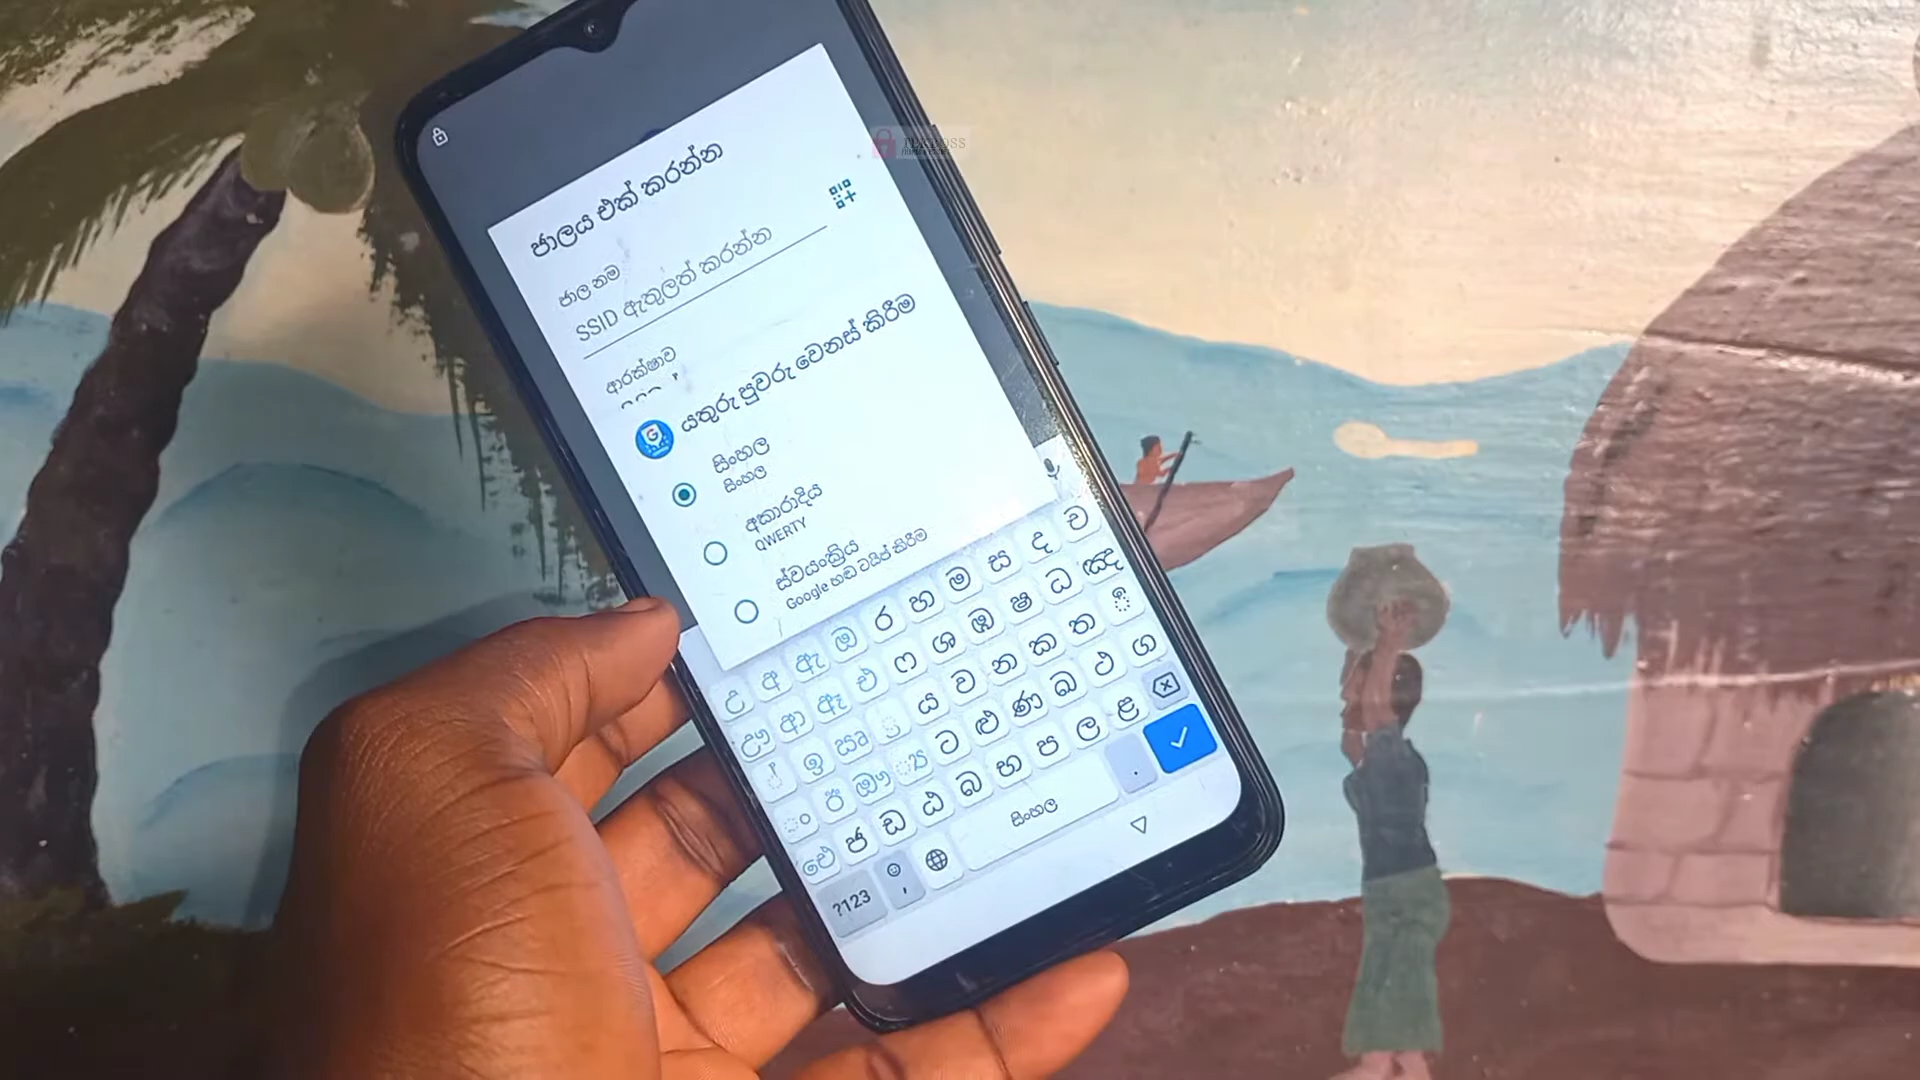 ජාලය එක් කරන්න
ජාල නම
SSID ඇතුලත් කරන්න
ආරක්ෂාව
යතුරු පුවරු වෙනස් කිරීම
සිංහල
සිංහල
අකාරාදිය
QWERTY
ස්වයංක්‍රිය
Google හඬ ටයිප් කිරීම
උ අ ඇ ඔ ර හ ම ස ද ච
ඌ ආ ඈ එ ෆ ශ ඹ ෂ ධ ඤ
ඉ ඍ ය ව න ක ත
ඊ ඖ ට ළු ණ ඛ ථ ග
ඓ ජ ඩ ඨ බ භ ප ල ළ
?123 , සිංහල .